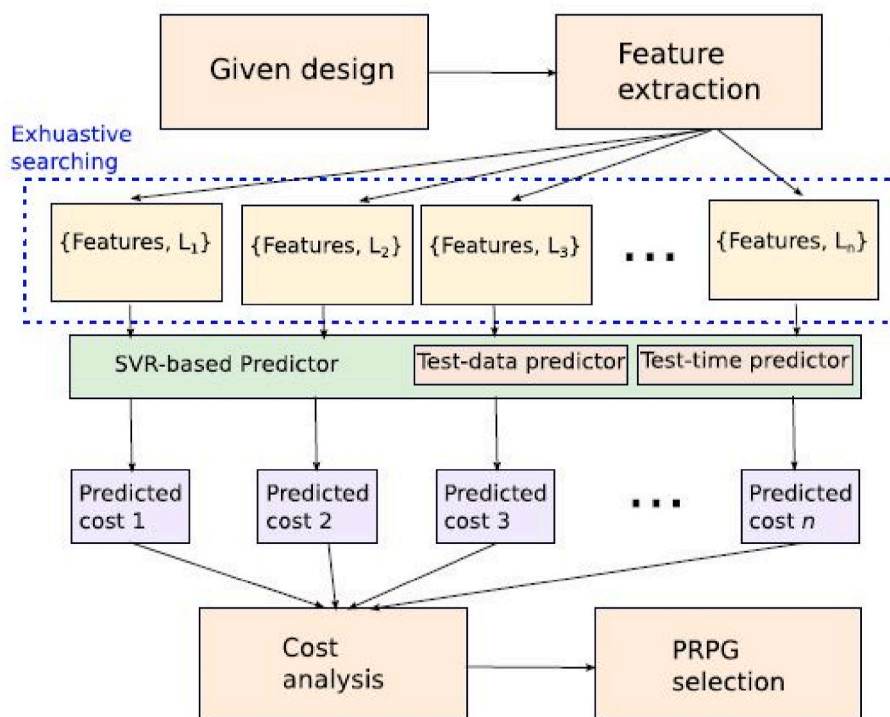 Given design
Feature
extraction
Exhuastive
searching
{Features, L₁}
{Features, L₂}
{Features, L₃}
...
{Features, Lₙ}
SVR-based Predictor
Test-data predictor
Test-time predictor
Predicted
cost 1
Predicted
cost 2
Predicted
cost 3
...
Predicted
cost n
Cost
analysis
PRPG
selection